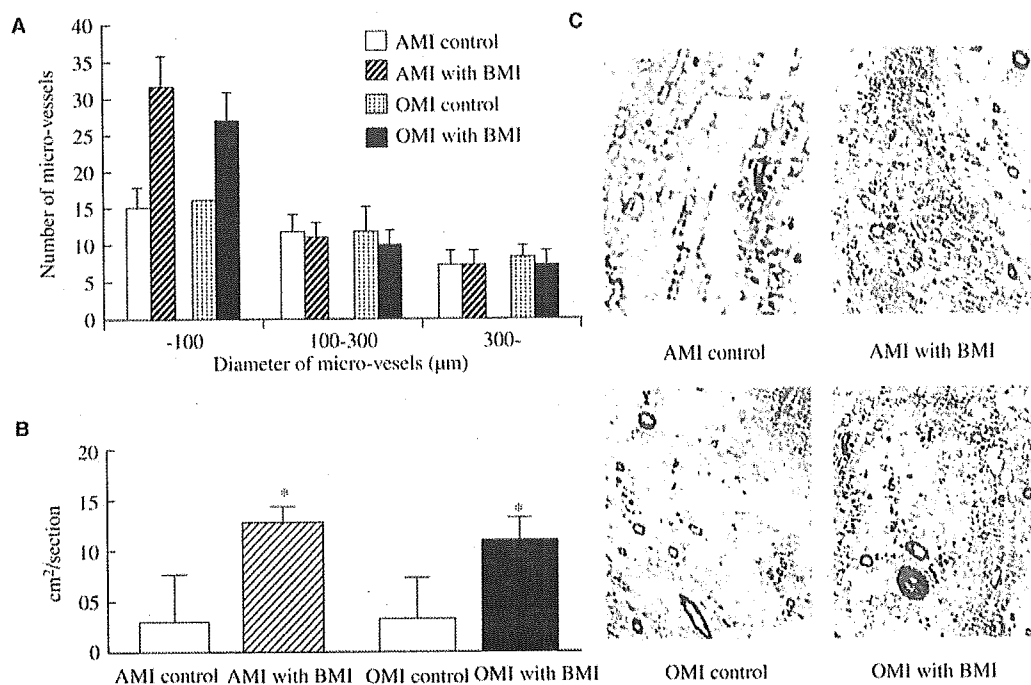 A
Number of micro-vessels
40
35
30
25
20
15
10
5
0
AMI control
AMI with BMI
OMI control
OMI with BMI
-100
100-300
300-
Diameter of micro-vesels (μm)
B
cm²/section
20
15
10
05
0
*
*
AMI control
AMI with BMI
OMI control
OMI with BMI
C
AMI control
AMI with BMI
OMI control
OMI with BMI